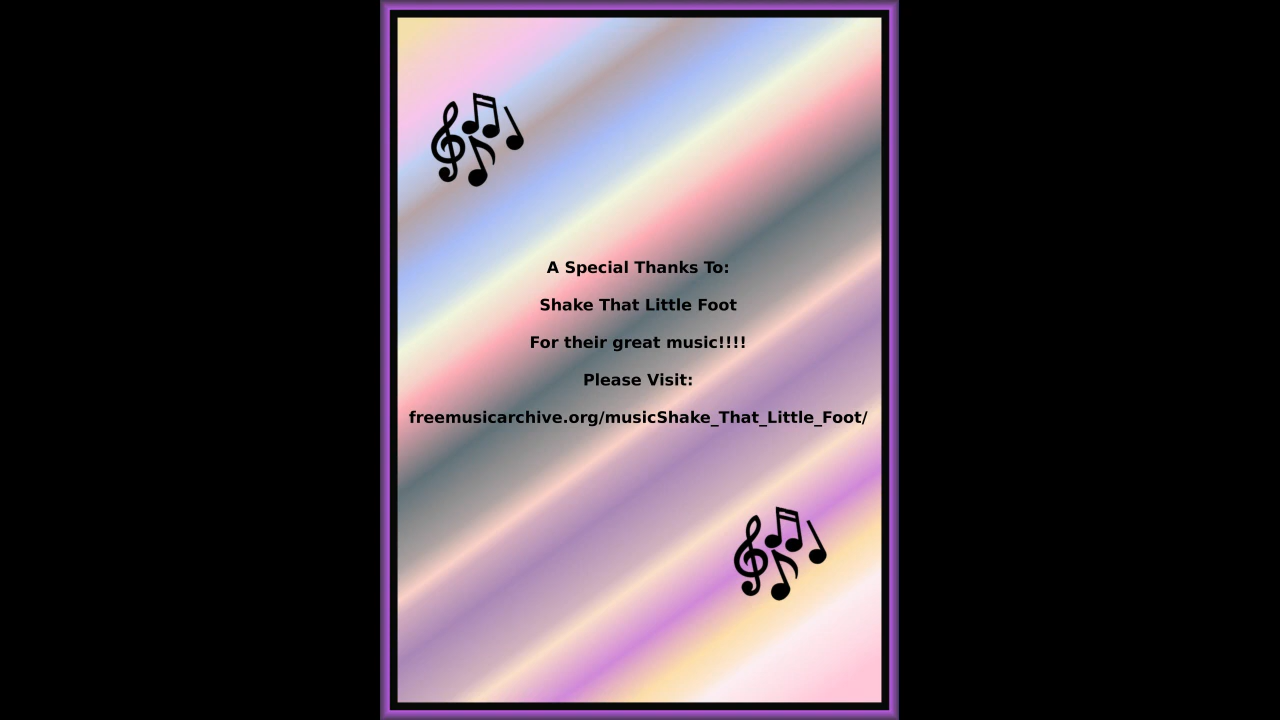 A Special Thanks To:
Shake That Little Foot
For their great music!!!!
Please Visit:
freemusicarchive.org/musicShake_That_Little_Foot/